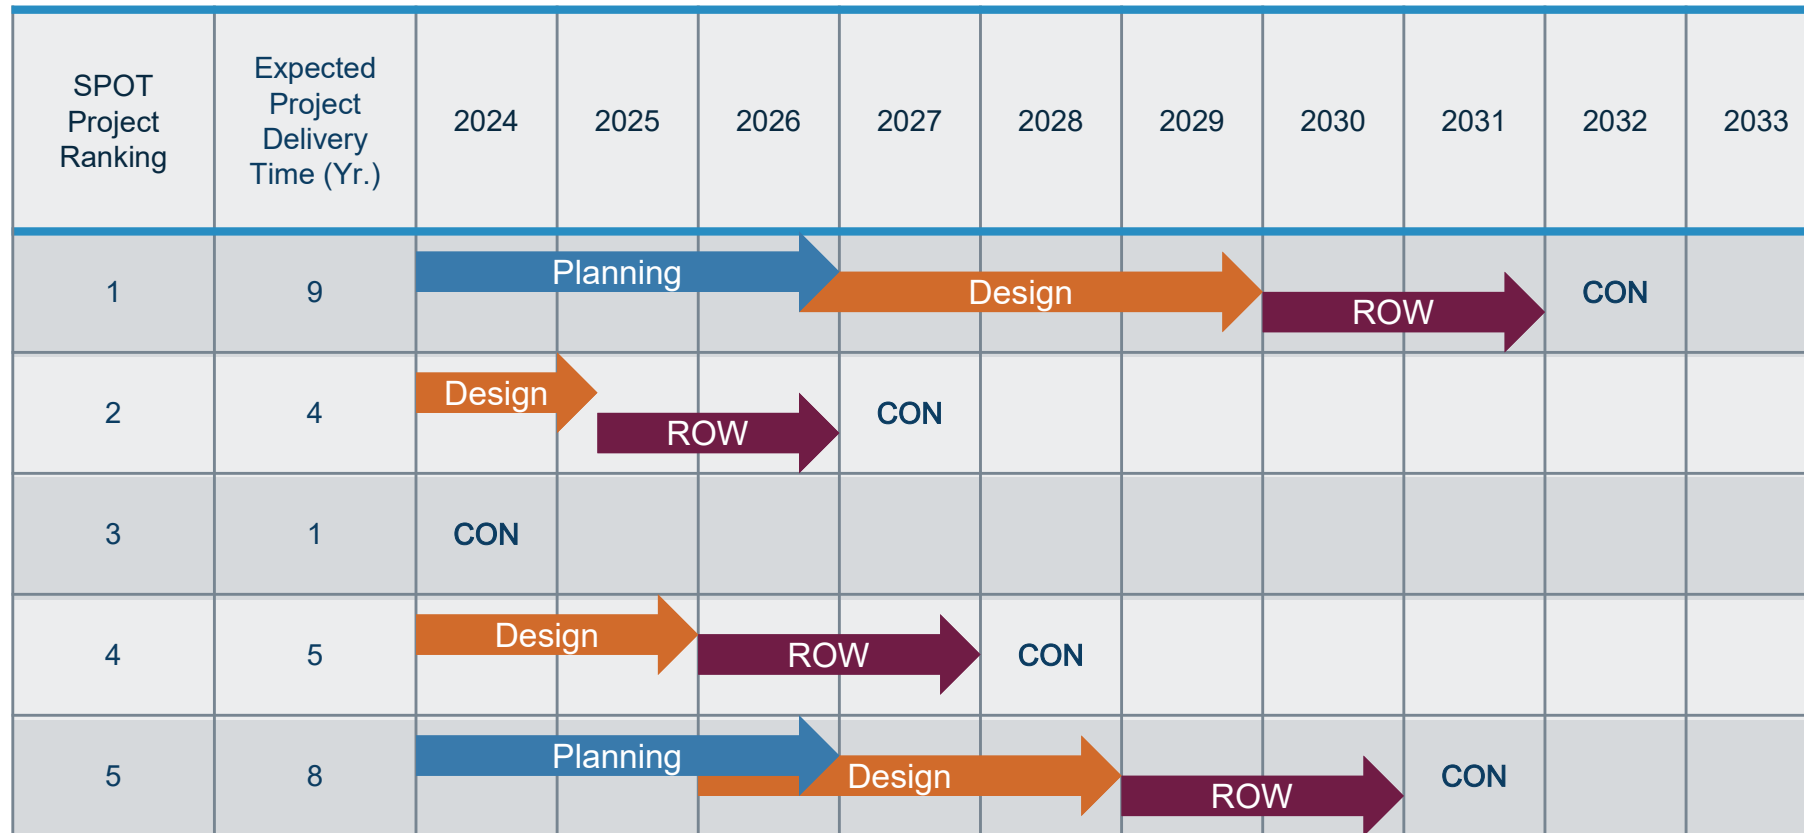 SPOT
Project
Ranking
Expected
Project
Delivery
Time (Yr.)
2024
2025
2026
2027
2028
2029
2030
2031
2032
2033
1
9
Planning
Design
ROW
CON
2
4
Design
ROW
CON
3
1
CON
4
5
Design
ROW
CON
5
8
Planning
Design
ROW
CON